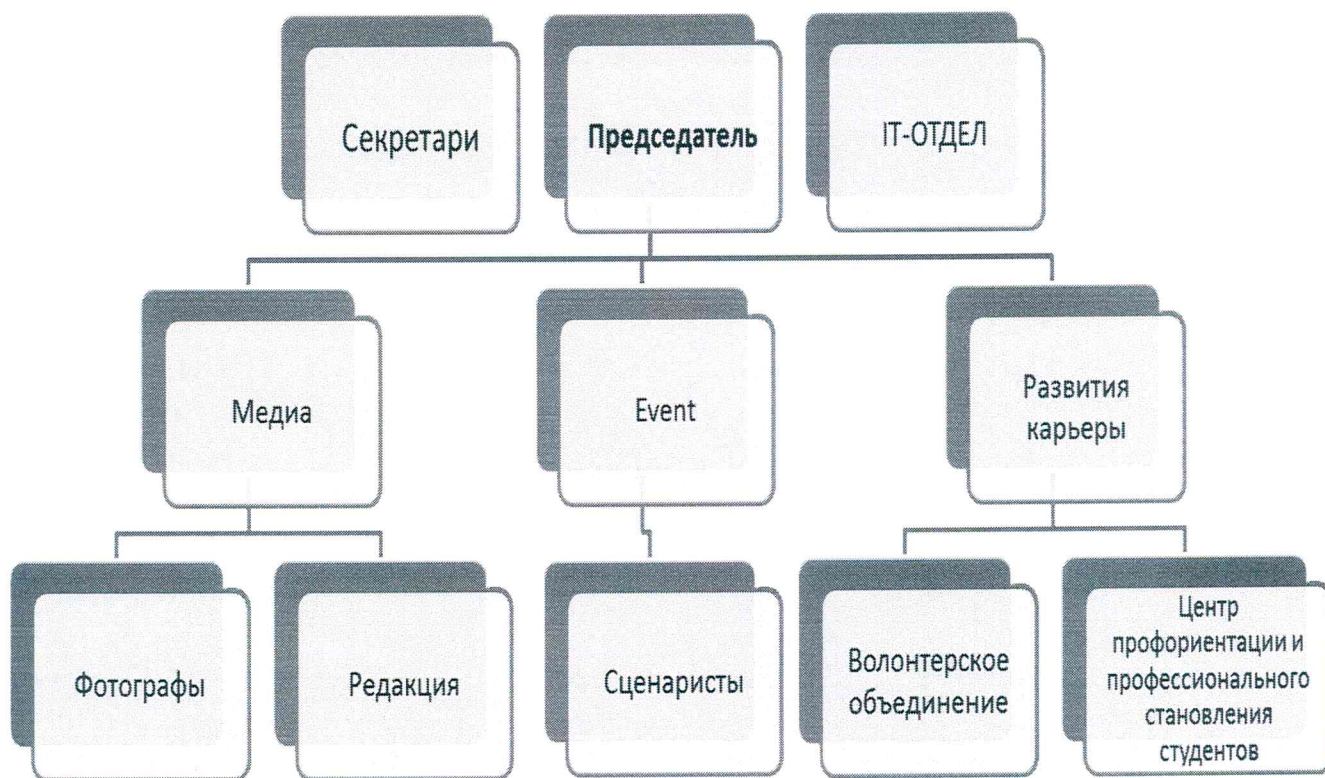 Секретари
Председатель
IT-ОТДЕЛ
Медиа
Event
Развития
карьеры
Фотографы
Редакция
Сценаристы
Волонтерское
объединение
Центр
профориентации и
профессионального
становления
студентов